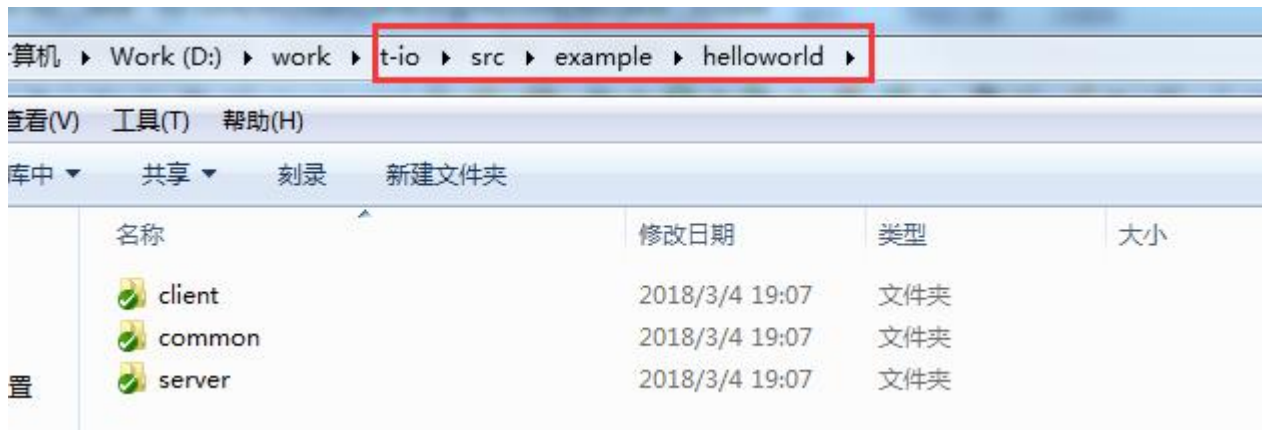 算机 ▸ Work (D:) ▸ work ▸ t-io ▸ src ▸ example ▸ helloworld ▸
查看(V) 工具(T) 帮助(H)
库中 ▾ 共享 ▾ 刻录 新建文件夹
名称 修改日期 类型 大小
client 2018/3/4 19:07 文件夹
common 2018/3/4 19:07 文件夹
server 2018/3/4 19:07 文件夹
置